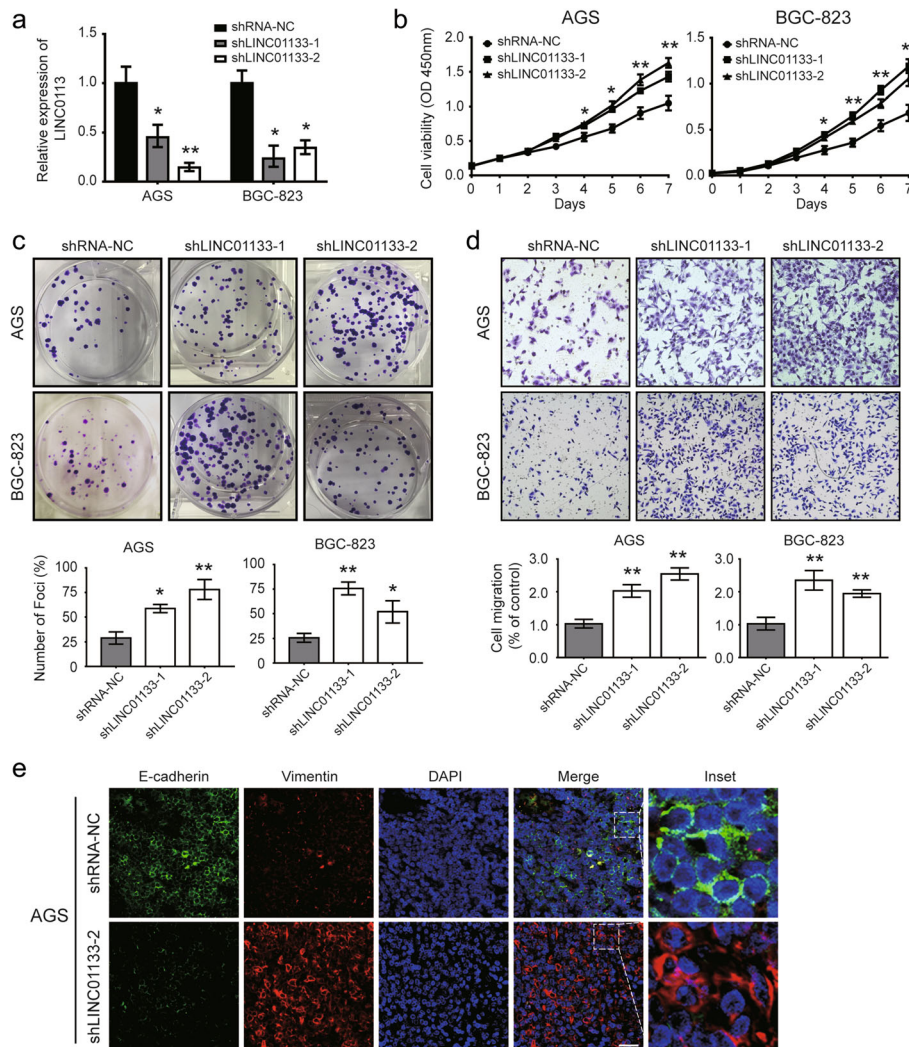 a
Relative expression of
LINC0113
1.5
1.0
0.5
0.0
shRNA-NC
shLINC01133-1
shLINC01133-2
*
**
*
*
AGS
BGC-823
b
AGS
Cell viability (OD 450nm)
2.0
1.5
1.0
0.5
0.0
shRNA-NC
shLINC01133-1
shLINC01133-2
*
*
**
**
0 1 2 3 4 5 6 7
Days
BGC-823
2.0
1.5
1.0
0.5
0.0
shRNA-NC
shLINC01133-1
shLINC01133-2
*
**
**
*
0 1 2 3 4 5 6 7
Days
c
shRNA-NC shLINC01133-1 shLINC01133-2
AGS
BGC-823
AGS
Number of Foci (%)
100
75
50
25
0
*
**
shRNA-NC
shLINC01133-1
shLINC01133-2
BGC-823
100
75
50
25
0
**
*
shRNA-NC
shLINC01133-1
shLINC01133-2
d
shRNA-NC shLINC01133-1 shLINC01133-2
AGS
BGC-823
AGS
Cell migration
(% of control)
3.0
2.0
1.0
0.0
**
**
shRNA-NC
shLINC01133-1
shLINC01133-2
BGC-823
3.0
2.0
1.0
0.0
**
**
shRNA-NC
shLINC01133-1
shLINC01133-2
e
E-cadherin Vimentin DAPI Merge Inset
AGS
shRNA-NC
shLINC01133-2